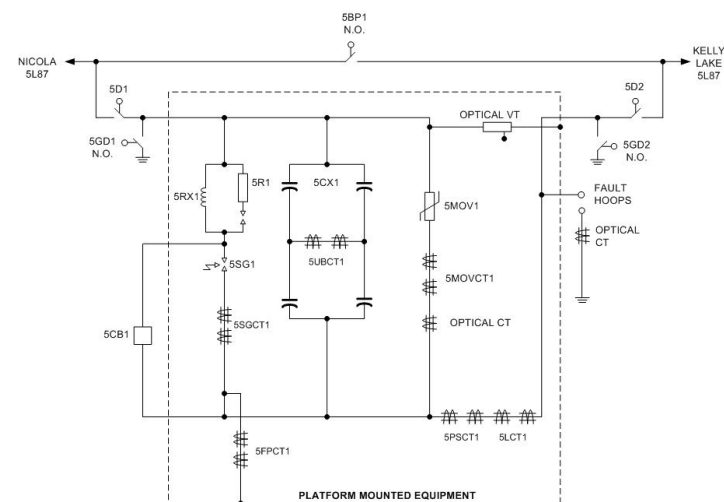 5BP1
N.O.
NICOLA
5L87
KELLY
LAKE
5L87
5D1
5D2
OPTICAL VT
5GD1
N.O.
5GD2
N.O.
5RX1
5R1
5CX1
5MOV1
FAULT
HOOPS
OPTICAL
CT
5SG1
5UBCT1
5MOVCT1
5SGCT1
OPTICAL CT
5CB1
5PSCT1
5LCT1
5FPCT1
PLATFORM MOUNTED EQUIPMENT